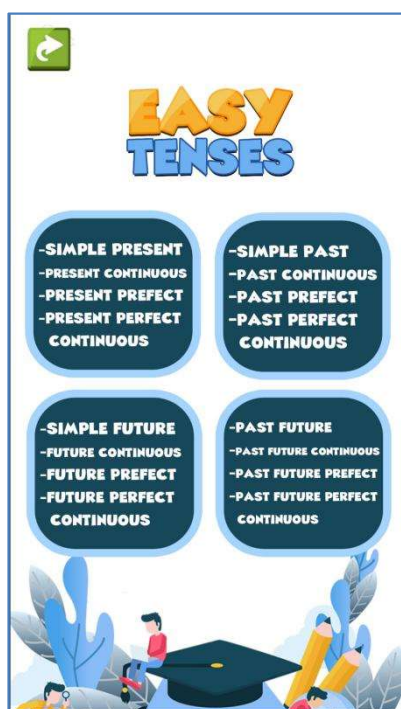 EASY
TENSES
-SIMPLE PRESENT
-PRESENT CONTINUOUS
-PRESENT PREFECT
-PRESENT PERFECT
CONTINUOUS
-SIMPLE PAST
-PAST CONTINUOUS
-PAST PREFECT
-PAST PERFECT
CONTINUOUS
-SIMPLE FUTURE
-FUTURE CONTINUOUS
-FUTURE PREFECT
-FUTURE PERFECT
CONTINUOUS
-PAST FUTURE
-PAST FUTURE CONTINUOUS
-PAST FUTURE PREFECT
-PAST FUTURE PERFECT
CONTINUOUS